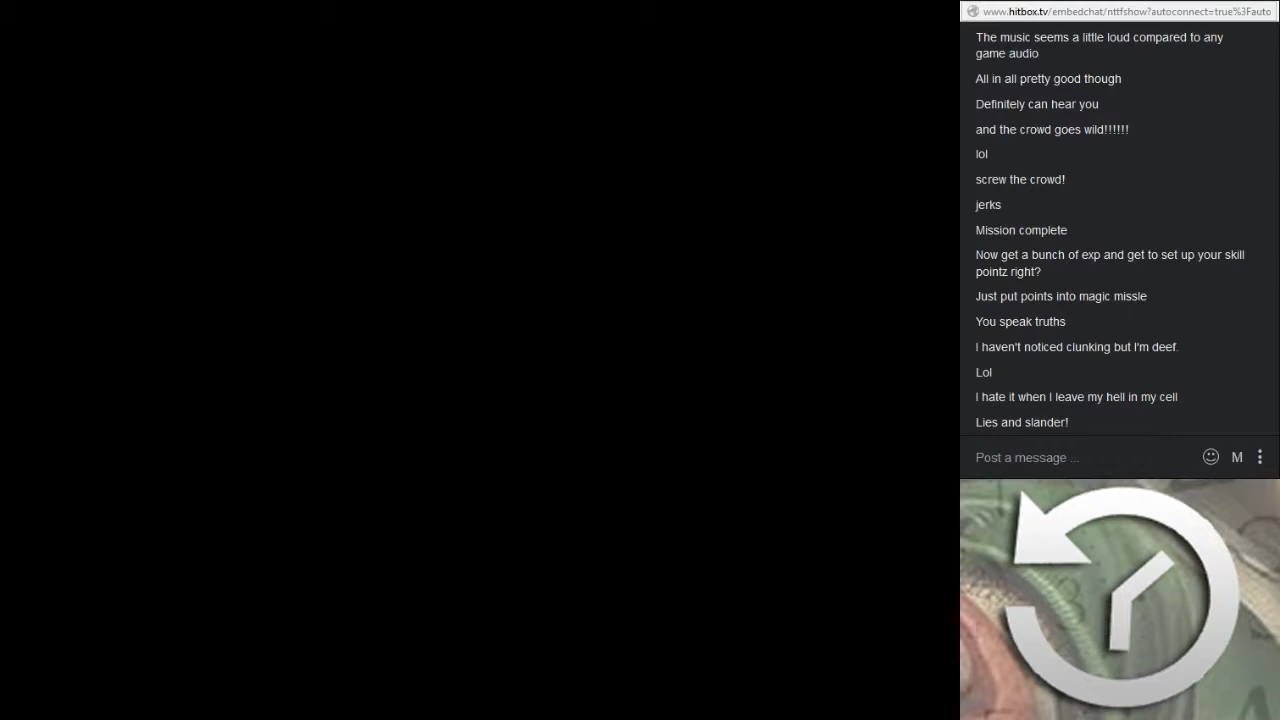 www.hitbox.tv/embedchat/nttfshow?autoconnect=true%3Fauto
The music seems a little loud compared to any
game audio
All in all pretty good though
Definitely can hear you
and the crowd goes wild!!!!!!
lol
screw the crowd!
jerks
Mission complete
Now get a bunch of exp and get to set up your skill
pointz right?
Just put points into magic missle
You speak truths
I haven't noticed clunking but I'm deef.
Lol
I hate it when I leave my hell in my cell
Lies and slander!
Post a message ... M